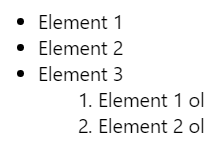 • Element 1
• Element 2
• Element 3
1. Element 1 ol
2. Element 2 ol